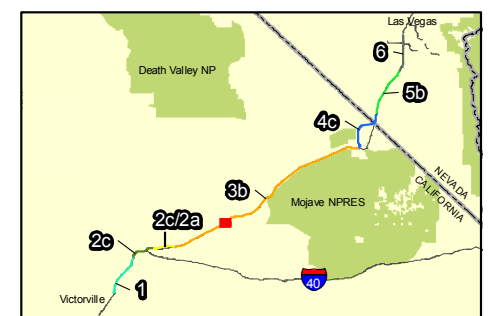 Las Vegas
6
Death Valley NP
5b
4c
NEVADA
CALIFORNIA
3b
Mojave NPRES
2c/2a
2c
40
1
Victorville